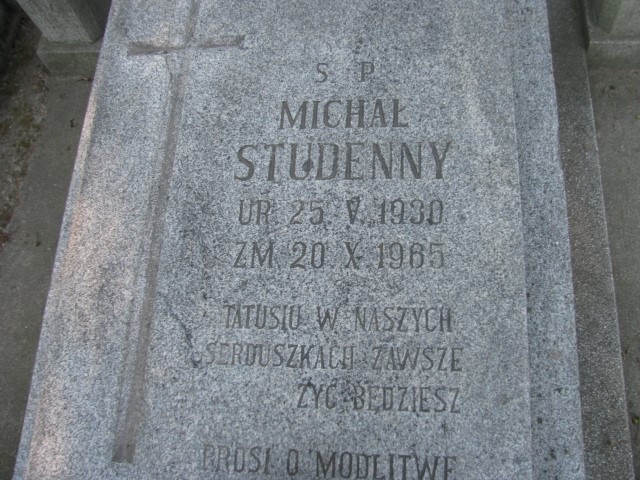 S P
MICHAŁ
STUDENNY
UR 25 V 1930
ZM 20 X 1965
TATUSIU W NASZYCH
SERDUSZKACH ZAWSZE
ŻYĆ BĘDZIESZ
PROSI O MODLITWĘ